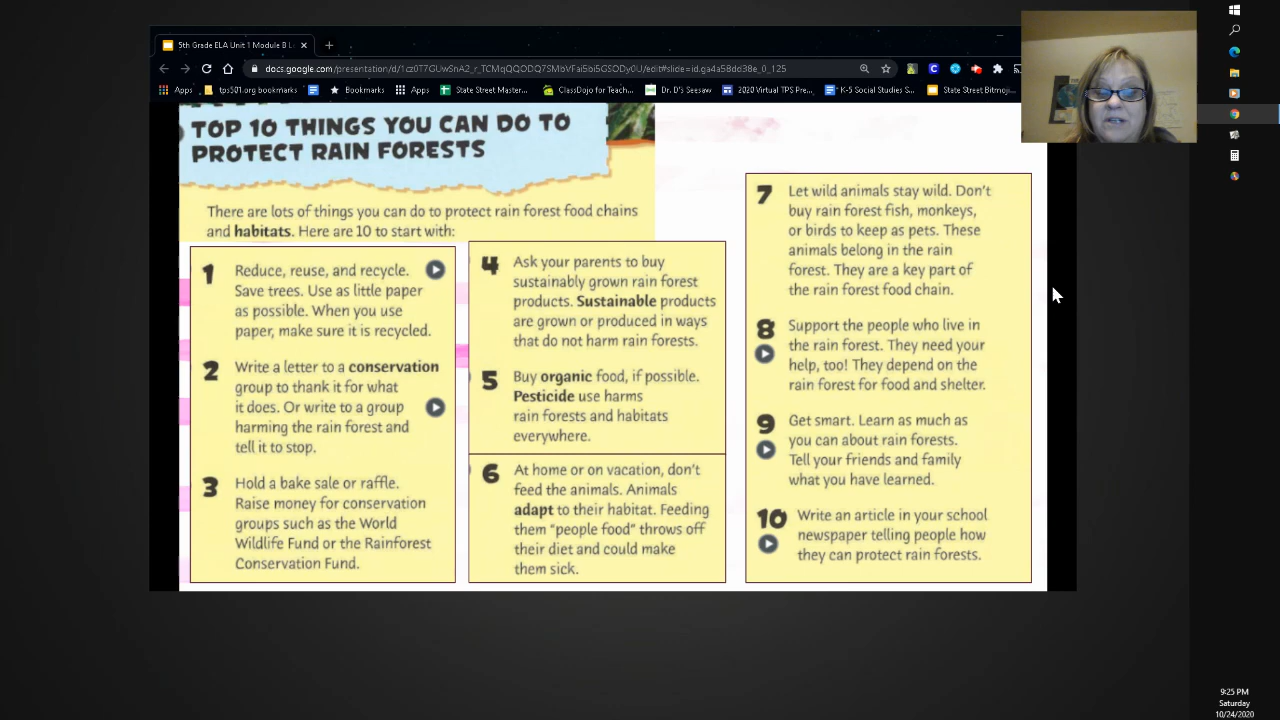 5th Grade ELA Unit 1 Module B L
docs.google.com/presentation/d/1cz0T7GUwSnA2_r_TCMqQQODQ7SMbVFai5bi5GSODy0U/edit#slide=id.ga4a58dd38e_0_125
Apps tps501.org bookmarks Bookmarks Apps State Street Master... ClassDojo for Teach... Dr. D's Seesaw 2020 Virtual TPS Pre... K-5 Social Studies S... State Street Bitmoji...
TOP 10 THINGS YOU CAN DO TO
PROTECT RAIN FORESTS
There are lots of things you can do to protect rain forest food chains
and habitats. Here are 10 to start with:
1 Reduce, reuse, and recycle.
Save trees. Use as little paper
as possible. When you use
paper, make sure it is recycled.
2 Write a letter to a conservation
group to thank it for what
it does. Or write to a group
harming the rain forest and
tell it to stop.
3 Hold a bake sale or raffle.
Raise money for conservation
groups such as the World
Wildlife Fund or the Rainforest
Conservation Fund.
4 Ask your parents to buy
sustainably grown rain forest
products. Sustainable products
are grown or produced in ways
that do not harm rain forests.
5 Buy organic food, if possible.
Pesticide use harms
rain forests and habitats
everywhere.
6 At home or on vacation, don't
feed the animals. Animals
adapt to their habitat. Feeding
them "people food" throws off
their diet and could make
them sick.
7 Let wild animals stay wild. Don't
buy rain forest fish, monkeys,
or birds to keep as pets. These
animals belong in the rain
forest. They are a key part of
the rain forest food chain.
8 Support the people who live in
the rain forest. They need your
help, too! They depend on the
rain forest for food and shelter.
9 Get smart. Learn as much as
you can about rain forests.
Tell your friends and family
what you have learned.
10 Write an article in your school
newspaper telling people how
they can protect rain forests.
9:25 PM
Saturday
10/24/2020